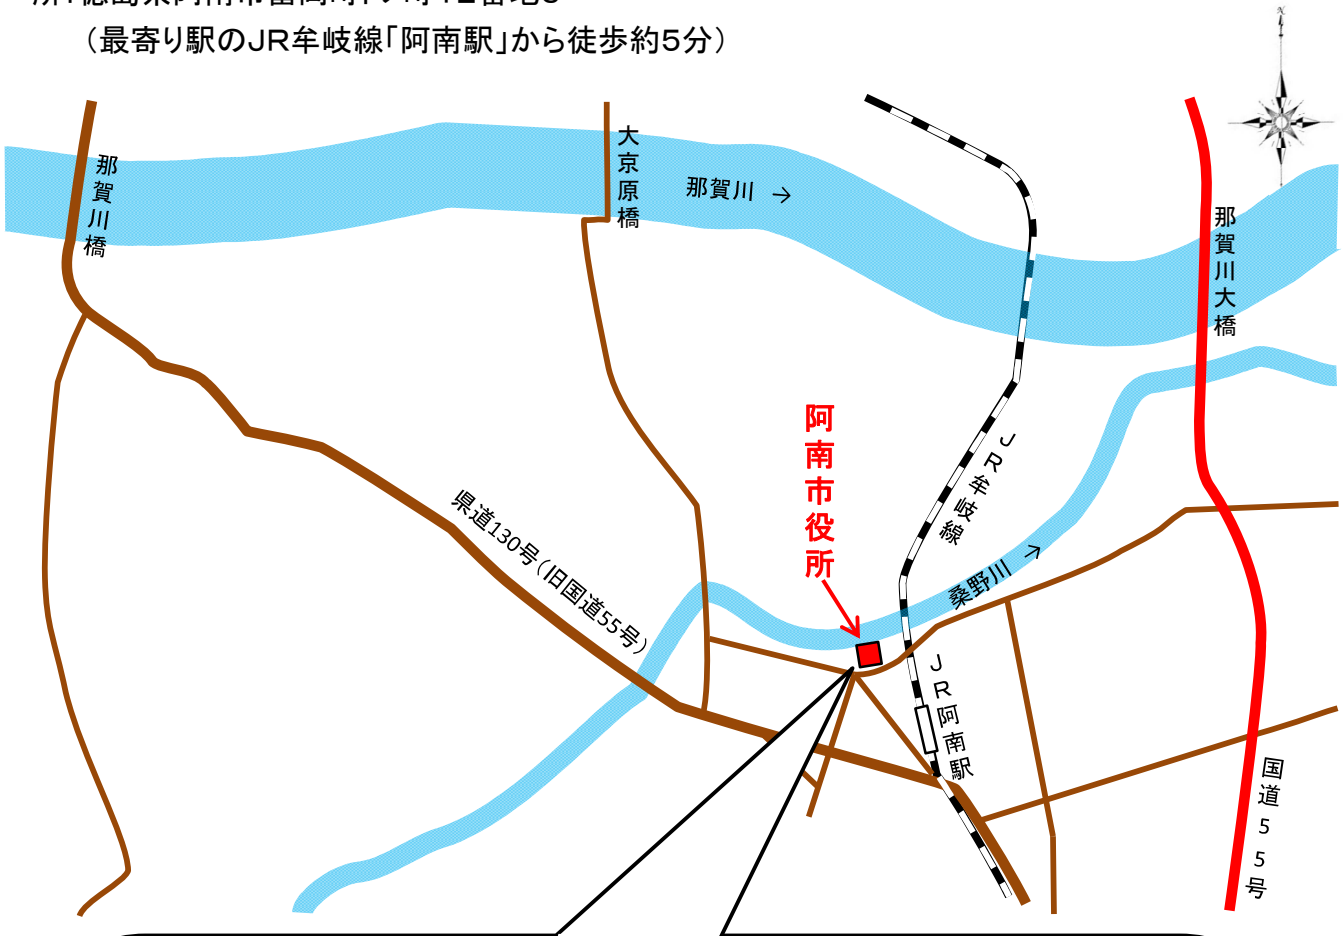 （最寄り駅のＪＲ牟岐線「阿南駅」から徒歩約５分）
那賀川橋
大京原橋
那賀川 →
那賀川大橋
阿南市役所
ＪＲ牟岐線
県道130号（旧国道55号）
桑野川 →
ＪＲ阿南駅
国道５５号